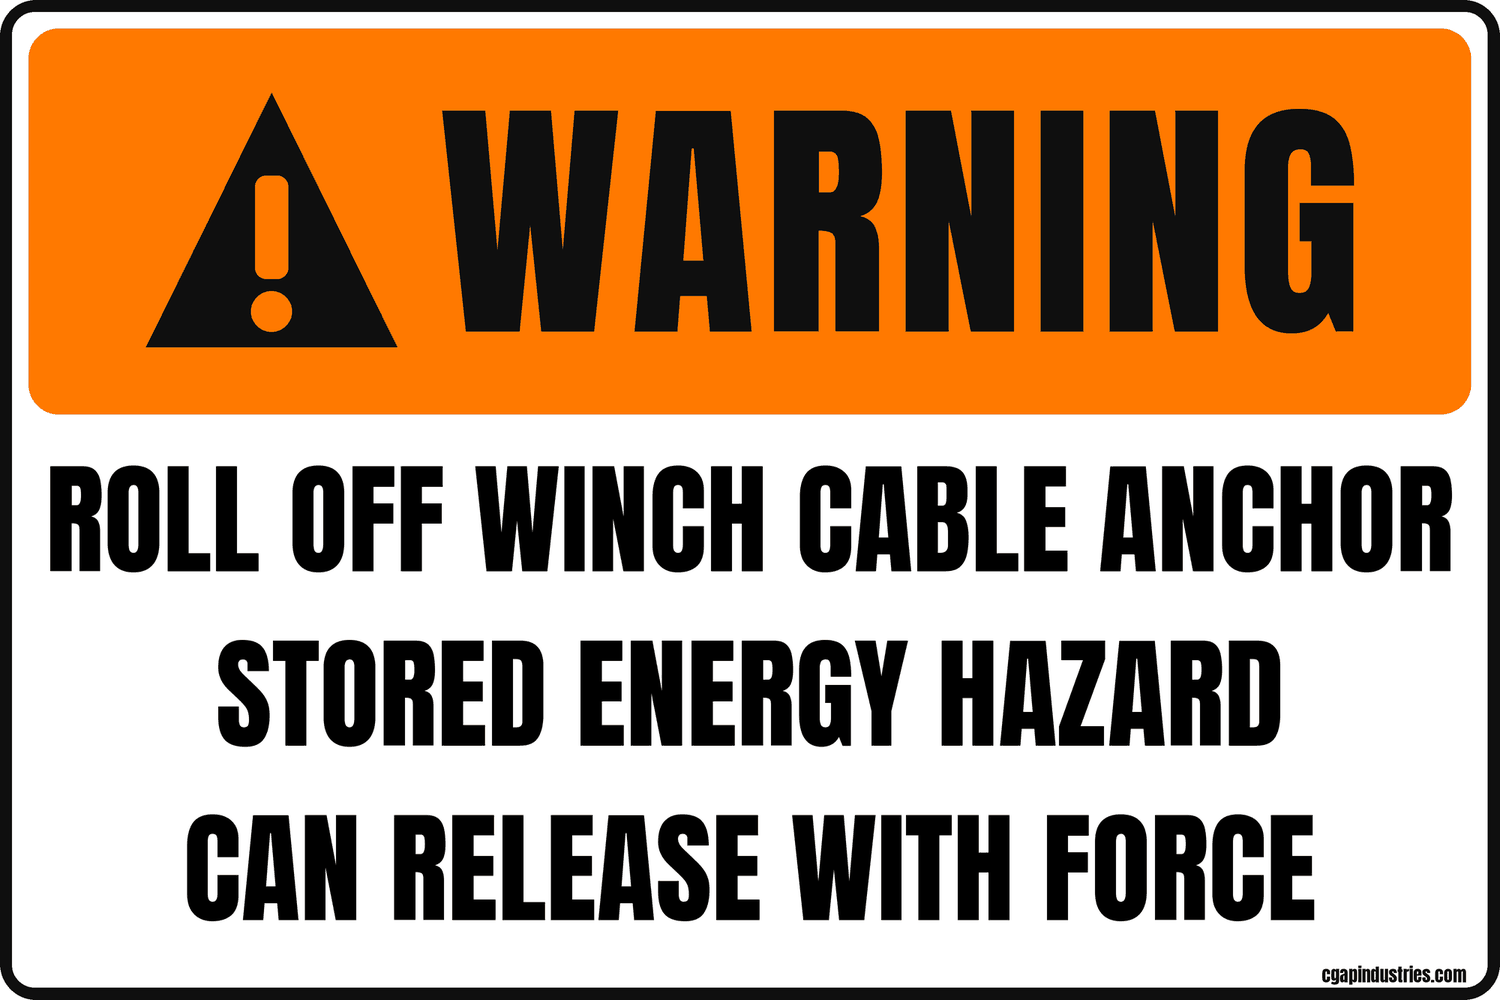 WARNING
ROLL OFF WINCH CABLE ANCHOR
STORED ENERGY HAZARD
CAN RELEASE WITH FORCE
cgapindustries.com